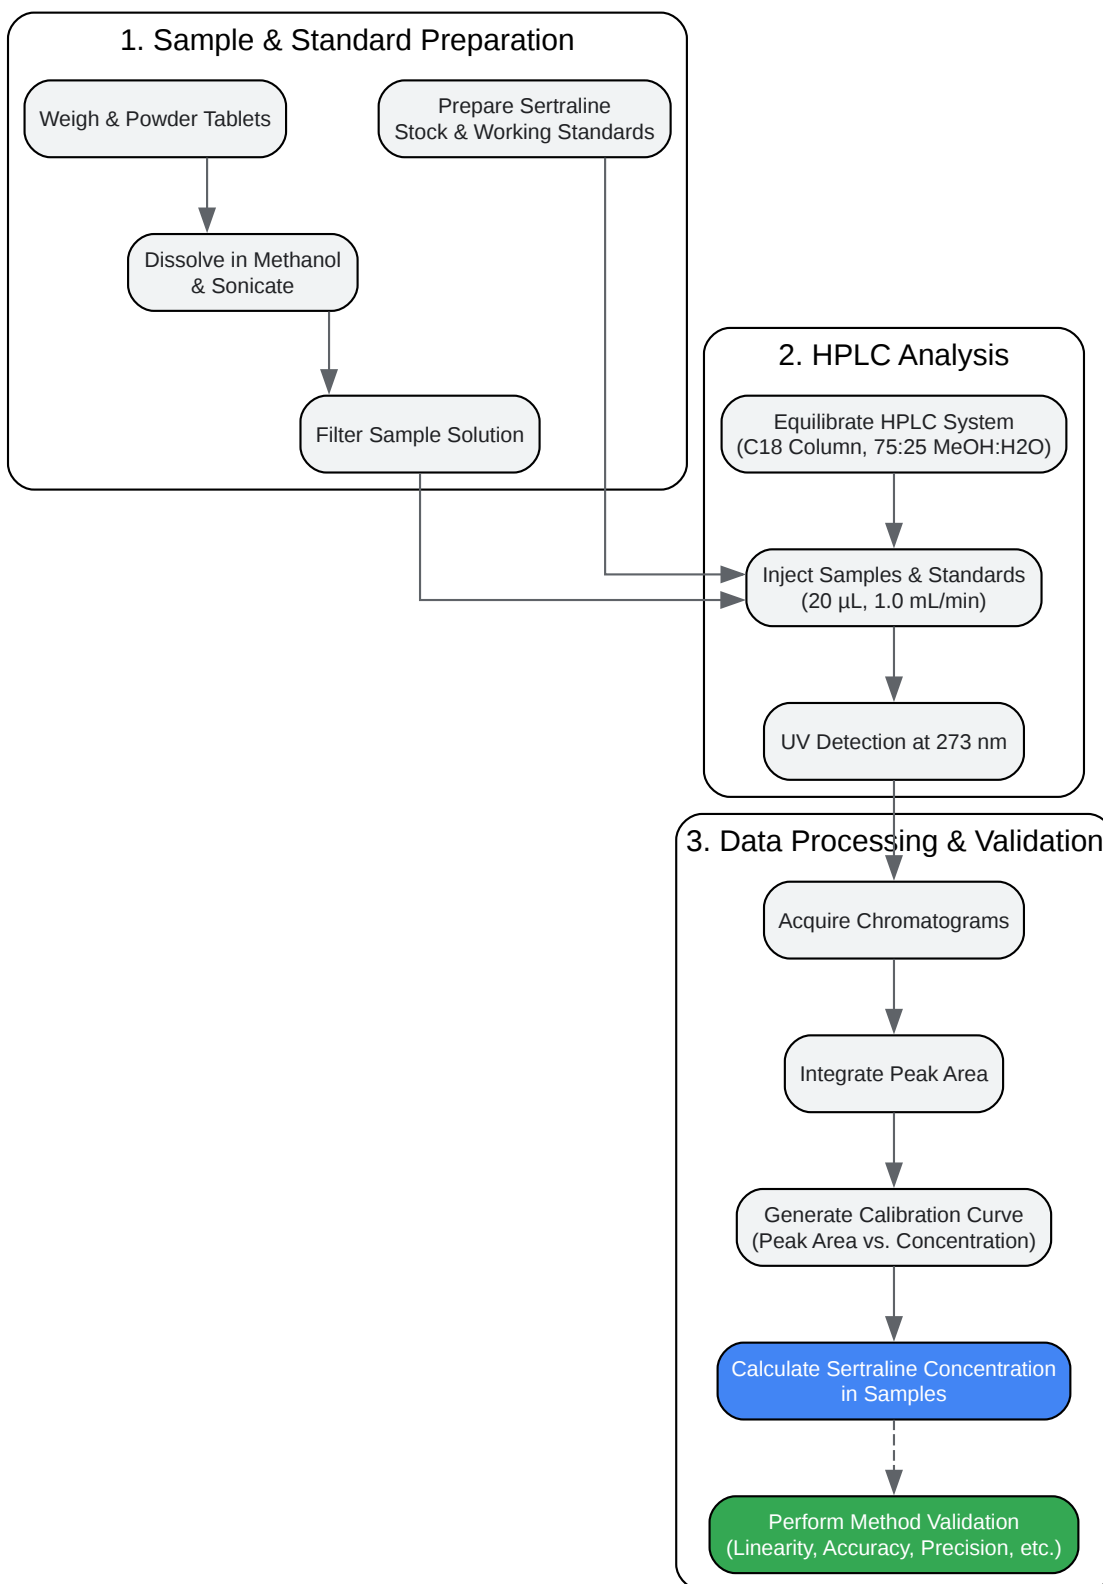 1. Sample & Standard Preparation
Weigh & Powder Tablets
Prepare Sertraline
Stock & Working Standards
Dissolve in Methanol
& Sonicate
Filter Sample Solution
2. HPLC Analysis
Equilibrate HPLC System
(C18 Column, 75:25 MeOH:H2O)
Inject Samples & Standards
(20 µL, 1.0 mL/min)
UV Detection at 273 nm
3. Data Processing & Validation
Acquire Chromatograms
Integrate Peak Area
Generate Calibration Curve
(Peak Area vs. Concentration)
Calculate Sertraline Concentration
in Samples
Perform Method Validation
(Linearity, Accuracy, Precision, etc.)